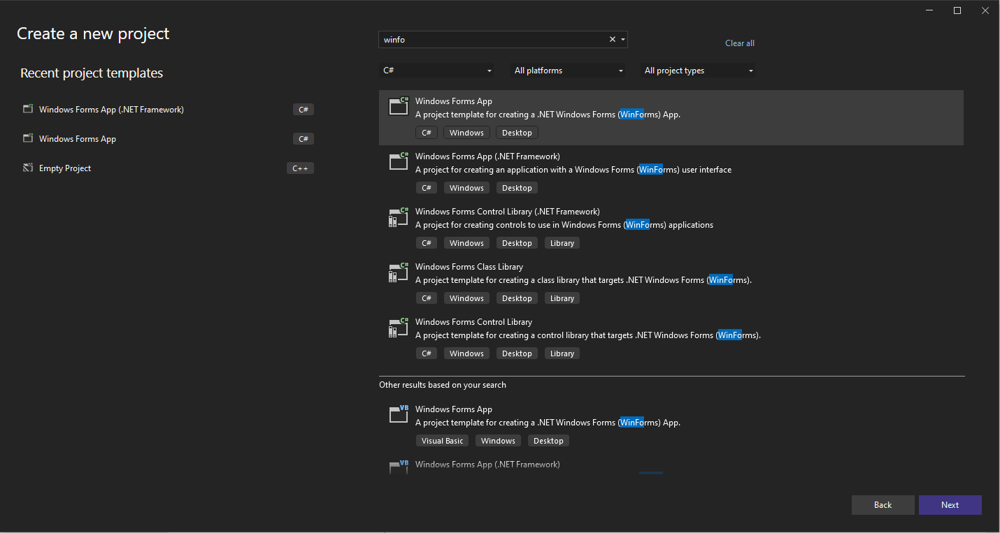 Create a new project
Recent project templates
Windows Forms App (.NET Framework) C#
Windows Forms App C#
Empty Project C++
winfo
Clear all
C# All platforms All project types
C#
Windows Forms App
A project template for creating a .NET Windows Forms (WinForms) App.
C# Windows Desktop
C#
Windows Forms App (.NET Framework)
A project for creating an application with a Windows Forms (WinForms) user interface
C# Windows Desktop
C#
Windows Forms Control Library (.NET Framework)
A project for creating controls to use in Windows Forms (WinForms) applications
C# Windows Desktop Library
C#
Windows Forms Class Library
A project template for creating a class library that targets .NET Windows Forms (WinForms).
C# Windows Desktop Library
C#
Windows Forms Control Library
A project template for creating a control library that targets .NET Windows Forms (WinForms).
C# Windows Desktop Library
Other results based on your search
VB
Windows Forms App
A project template for creating a .NET Windows Forms (WinForms) App.
Visual Basic Windows Desktop
VB
Windows Forms App (.NET Framework)
Back Next